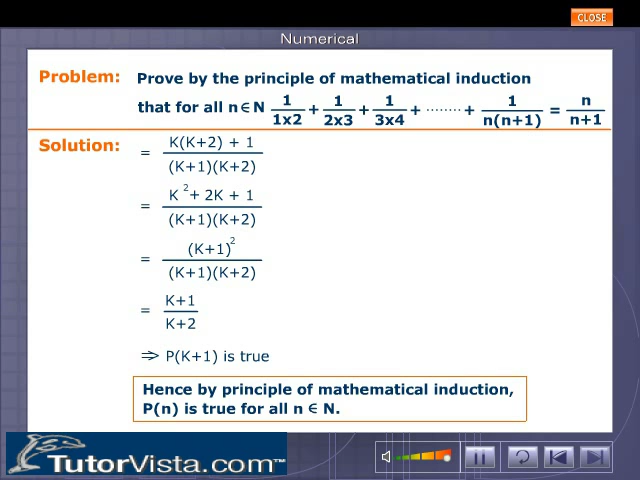 CLOSE
Numerical
Problem: Prove by the principle of mathematical induction
that for all n∈N 1/1x2 + 1/2x3 + 1/3x4 + ........ + 1/n(n+1) = n/n+1
Solution:
= K(K+2) + 1 / (K+1)(K+2)
= K² + 2K + 1 / (K+1)(K+2)
= (K+1)² / (K+1)(K+2)
= K+1 / K+2
⇒ P(K+1) is true
Hence by principle of mathematical induction,
P(n) is true for all n ∈ N.
TutorVista.com™